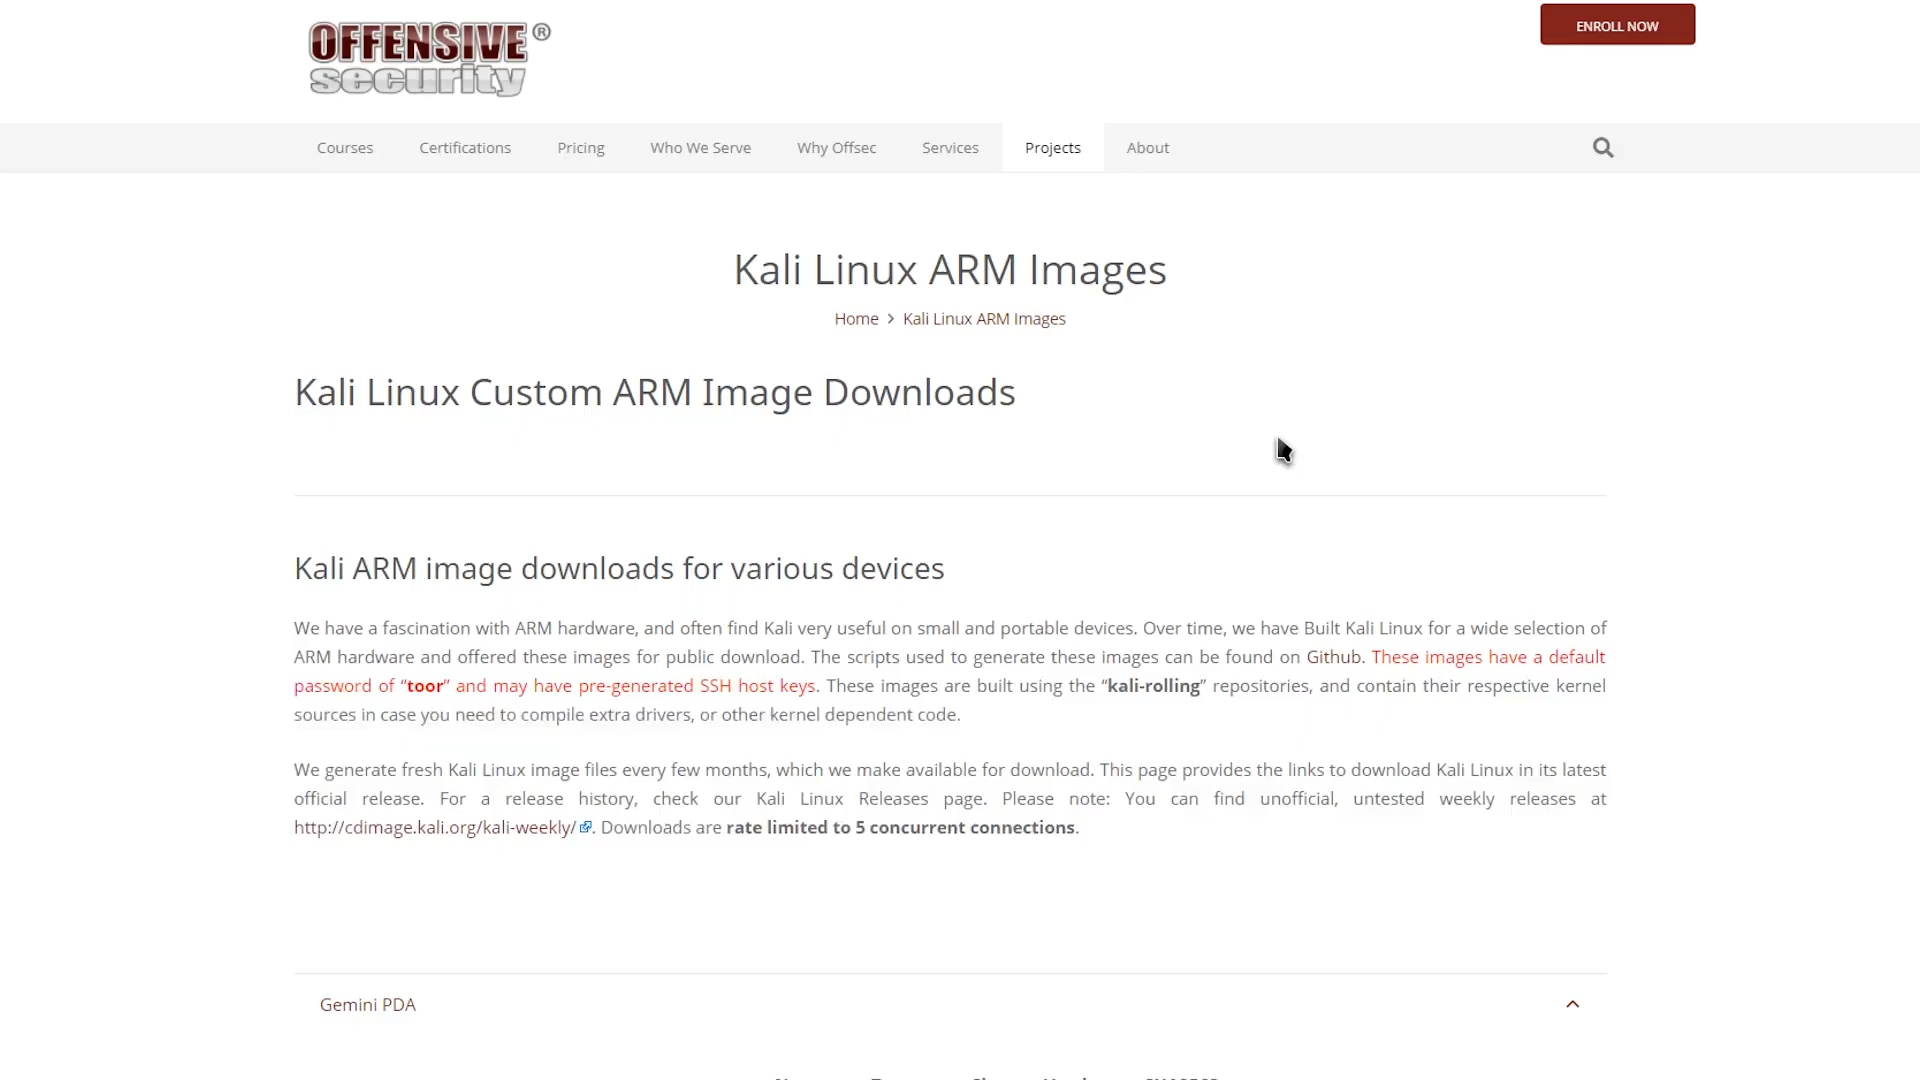 OFFENSIVE ®
security
ENROLL NOW
Courses Certifications Pricing Who We Serve Why Offsec Services Projects About
Kali Linux ARM Images
Home > Kali Linux ARM Images
Kali Linux Custom ARM Image Downloads
Kali ARM image downloads for various devices
We have a fascination with ARM hardware, and often find Kali very useful on small and portable devices. Over time, we have Built Kali Linux for a wide selection of
ARM hardware and offered these images for public download. The scripts used to generate these images can be found on Github. These images have a default
password of “toor” and may have pre-generated SSH host keys. These images are built using the “kali-rolling” repositories, and contain their respective kernel
sources in case you need to compile extra drivers, or other kernel dependent code.
We generate fresh Kali Linux image files every few months, which we make available for download. This page provides the links to download Kali Linux in its latest
official release. For a release history, check our Kali Linux Releases page. Please note: You can find unofficial, untested weekly releases at
http://cdimage.kali.org/kali-weekly/. Downloads are rate limited to 5 concurrent connections.
Gemini PDA